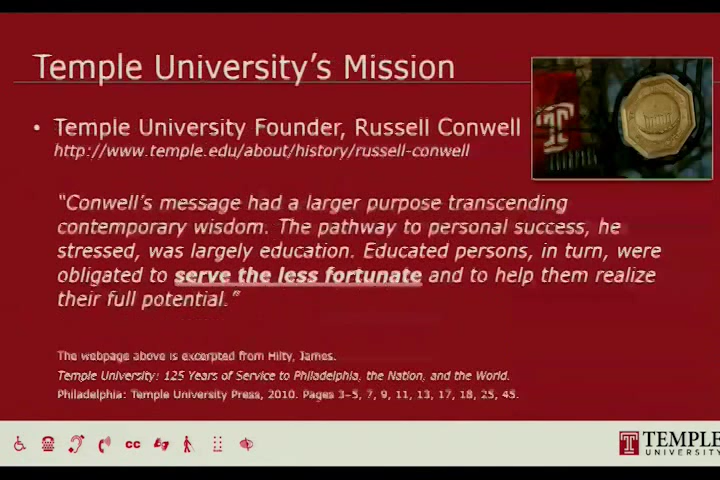 Temple University's Mission
• Temple University Founder, Russell Conwell
http://www.temple.edu/about/history/russell-conwell
"Conwell's message had a larger purpose transcending
contemporary wisdom. The pathway to personal success, he
stressed, was largely education. Educated persons, in turn, were
obligated to serve the less fortunate and to help them realize
their full potential."
The webpage above is excerpted from Hilty, James.
Temple University: 125 Years of Service to Philadelphia, the Nation, and the World.
Philadelphia: Temple University Press, 2010. Pages 3-5, 7, 9, 11, 13, 17, 18, 25, 45.
CC
TEMPLE
UNIVERSITY